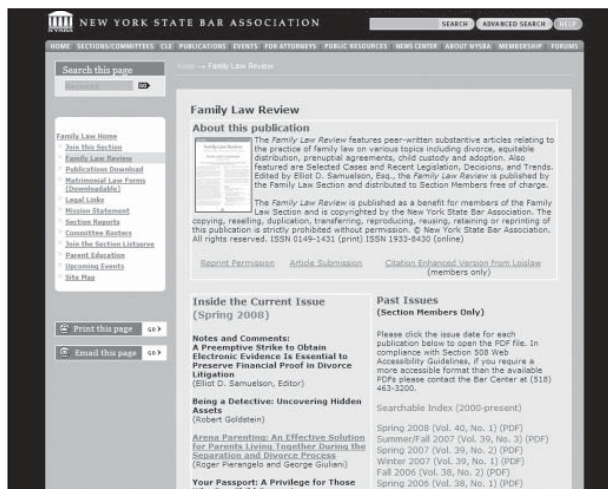 NEW YORK STATE BAR ASSOCIATION
SEARCH
ADVANCED SEARCH
HELP
HOME SECTIONS/COMMITTEES CLE PUBLICATIONS EVENTS FOR ATTORNEYS PUBLIC RESOURCES NEWS CENTER ABOUT NYSBA MEMBERSHIP FORUMS
Search this page
GO
Home → Family Law Review
Family Law Home
Join this Section
Family Law Review
Publications Download
Matrimonial Law Forms
(Downloadable)
Legal Links
Mission Statement
Section Reports
Committee Rosters
Join the Section Listserve
Parent Education
Upcoming Events
Site Map
Print this page GO
Email this page GO
Family Law Review
About this publication
The Family Law Review features peer-written substantive articles relating to
the practice of family law on various topics including divorce, equitable
distribution, prenuptial agreements, child custody and adoption. Also
featured are Selected Cases and Recent Legislation, Decisions, and Trends.
Edited by Elliot D. Samuelson, Esq., the Family Law Review is published by
the Family Law Section and distributed to Section Members free of charge.
The Family Law Review is published as a benefit for members of the Family
Law Section and is copyrighted by the New York State Bar Association. The
copying, reselling, duplication, transferring, reproducing, reusing, retaining or reprinting of
this publication is strictly prohibited without permission. © New York State Bar Association.
All rights reserved. ISSN 0149-1431 (print) ISSN 1933-8430 (online)
Reprint Permission Article Submission Citation Enhanced Version from Loislaw
(members only)
Inside the Current Issue
(Spring 2008)
Notes and Comments:
A Preemptive Strike to Obtain
Electronic Evidence Is Essential to
Preserve Financial Proof in Divorce
Litigation
(Elliot D. Samuelson, Editor)
Being a Detective: Uncovering Hidden
Assets
(Robert Goldstein)
Arena Parenting: An Effective Solution
for Parents Living Together During the
Separation and Divorce Process
(Roger Pierangelo and George Giuliani)
Your Passport: A Privilege for Those
Past Issues
(Section Members Only)
Please click the issue date for each
publication below to open the PDF file. In
compliance with Section 508 Web
Accessibility Guidelines, if you require a
more accessible format than the available
PDFs please contact the Bar Center at (518)
463-3200.
Searchable Index (2000-present)
Spring 2008 (Vol. 40, No. 1) (PDF)
Summer/Fall 2007 (Vol. 39, No. 3) (PDF)
Spring 2007 (Vol. 39, No. 2) (PDF)
Winter 2007 (Vol. 39, No. 1) (PDF)
Fall 2006 (Vol. 38, No. 2) (PDF)
Spring 2006 (Vol. 38, No. 1) (PDF)